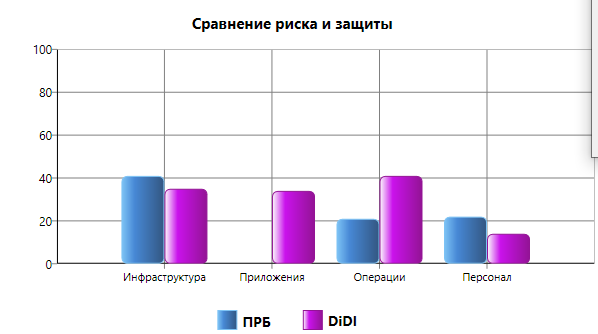 Сравнение риска и защиты
100
80
60
40
20
0
Инфраструктура Приложения Операции Персонал
ПРБ DiDI